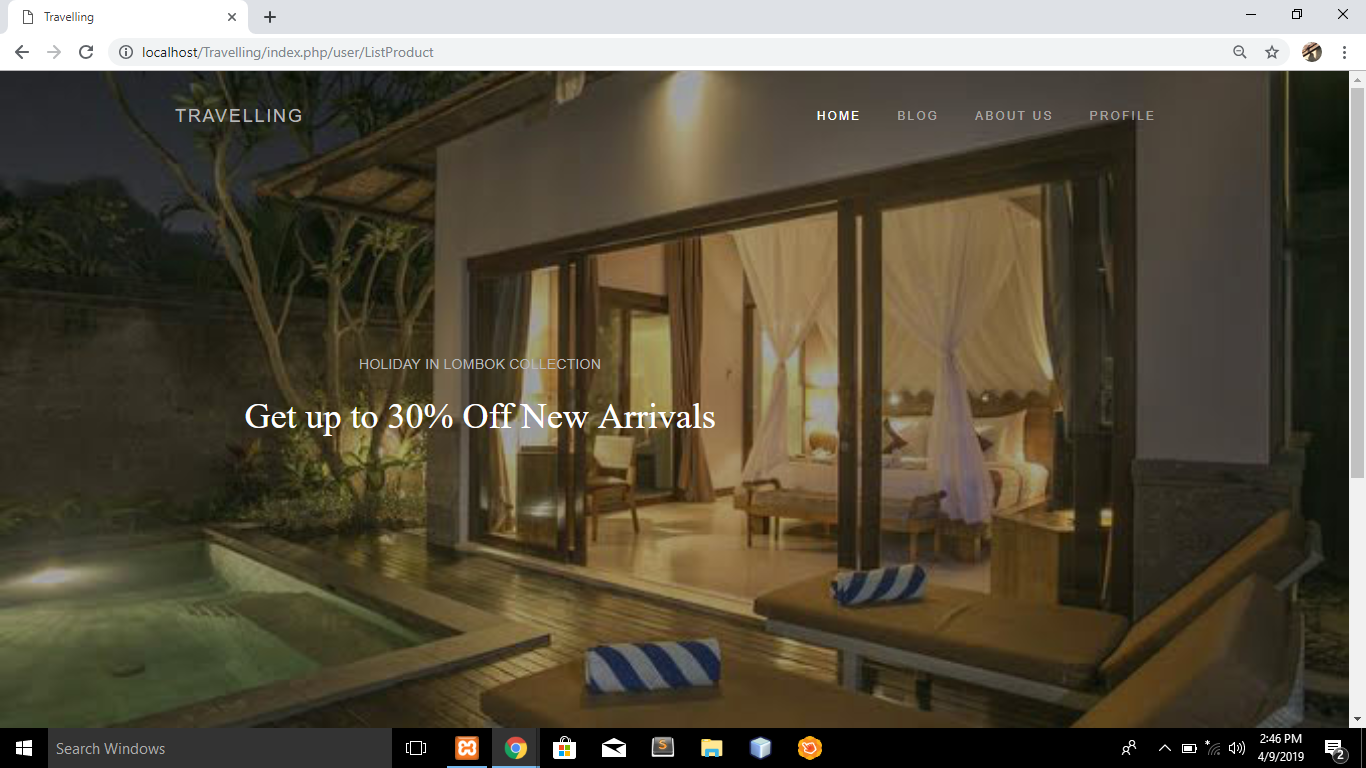 Travelling
localhost/Travelling/index.php/user/ListProduct
TRAVELLING
HOME BLOG ABOUT US PROFILE
HOLIDAY IN LOMBOK COLLECTION
Get up to 30% Off New Arrivals
Search Windows
2:46 PM
4/9/2019
2